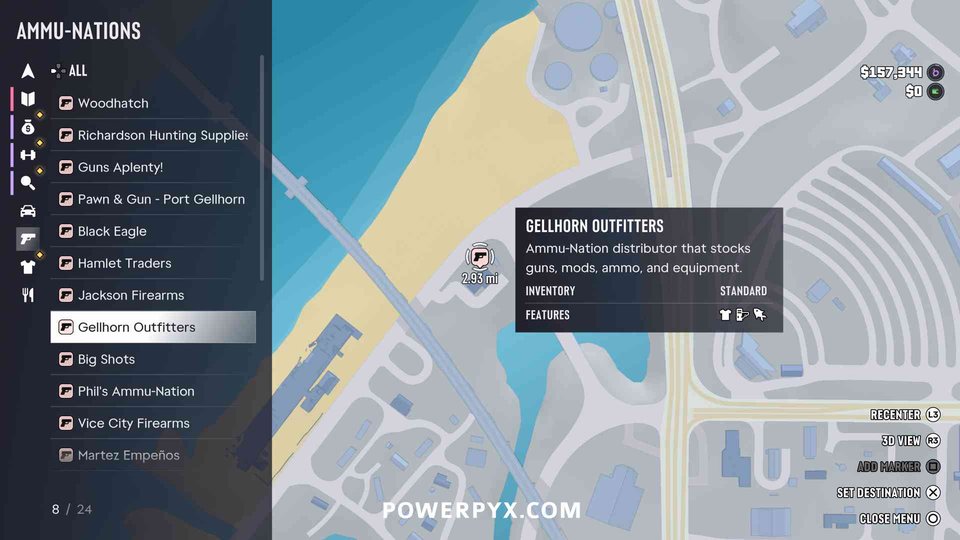 AMMU-NATIONS
ALL
Woodhatch
Richardson Hunting Supplies
Guns Aplenty!
Pawn & Gun - Port Gellhorn
Black Eagle
Hamlet Traders
Jackson Firearms
Gellhorn Outfitters
Big Shots
Phil's Ammu-Nation
Vice City Firearms
Martez Empeños
8 / 24
$157,344
$0
2.93 mi
GELLHORN OUTFITTERS
Ammu-Nation distributor that stocks
guns, mods, ammo, and equipment.
INVENTORY STANDARD
FEATURES
RECENTER L3
3D VIEW R3
ADD MARKER
SET DESTINATION
CLOSE MENU
POWERPYX.COM